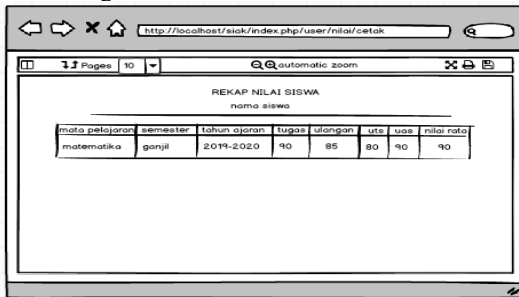 http://localhost/siak/index.php/user/nilai/cetak
Pages 10 automatic zoom
REKAP NILAI SISWA
nama siswa
mata pelajaran semester tahun ajaran tugas ulangan uts uas nilai rata
matematika ganjil 2019-2020 90 85 80 90 90